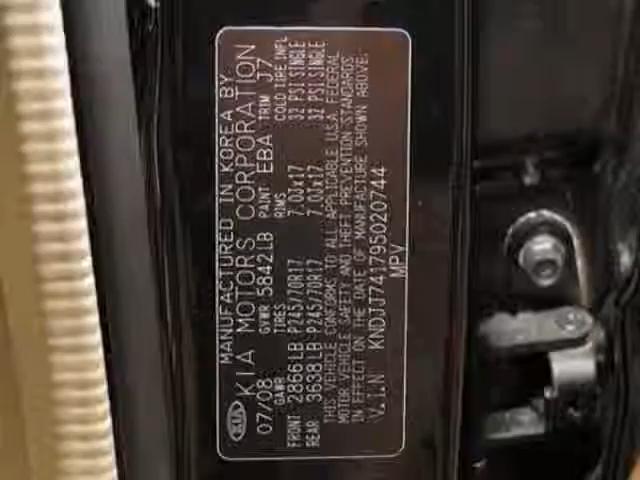 KIA
MANUFACTURED IN KOREA BY
KIA MOTORS CORPORATION
07/08 GVWR 5842LB PAINT EBA TRIM J7
GAWR TIRES RIMS COLD TIRE INFL
FRONT 2866LB P245/70R17 7.0Jx17 32 PSI SINGLE
REAR 3638LB P245/70R17 7.0Jx17 32 PSI SINGLE
THIS VEHICLE CONFORMS TO ALL APPLICABLE U.S.A. FEDERAL
MOTOR VEHICLE SAFETY AND THEFT PREVENTION STANDARDS
IN EFFECT ON THE DATE OF MANUFACTURE SHOWN ABOVE.
V.I.N KNDJJ741795020744
MPV